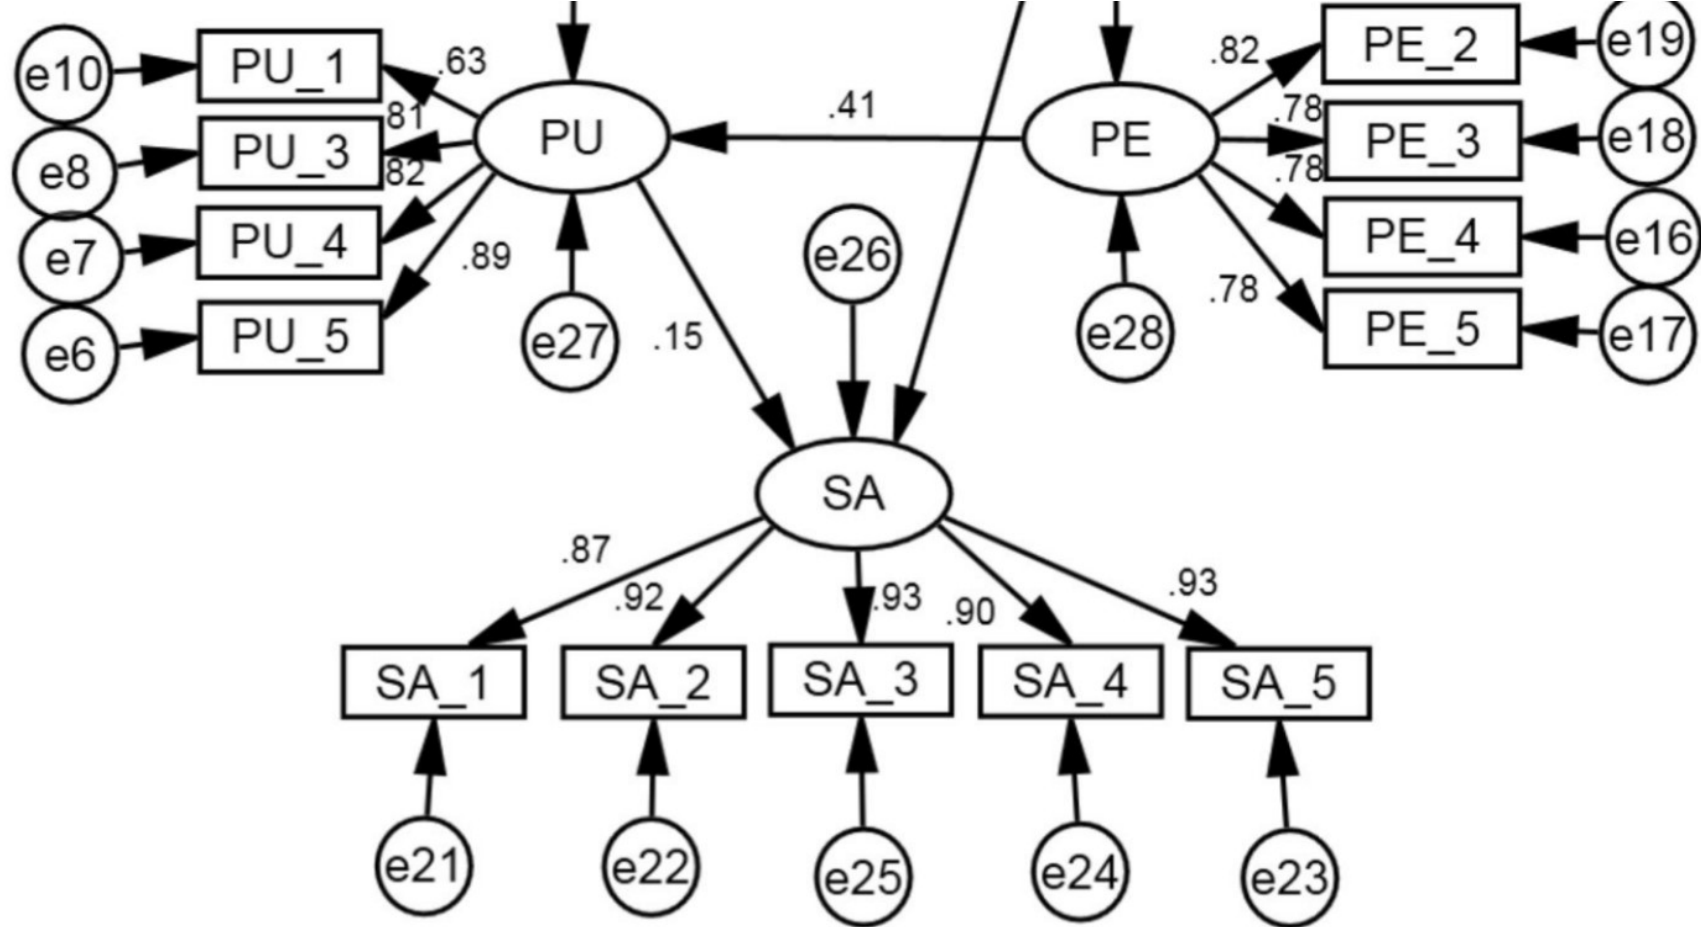 e10
PU_1
.63
.82
PE_2
e19
e8
PU_3
81
PU
.41
PE
.78
PE_3
e18
82
.78
e7
PU_4
.89
e26
PE_4
e16
e6
PU_5
e27
.15
e28
.78
PE_5
e17
SA
.87
.92
.93
.90
.93
SA_1
SA_2
SA_3
SA_4
SA_5
e21
e22
e25
e24
e23